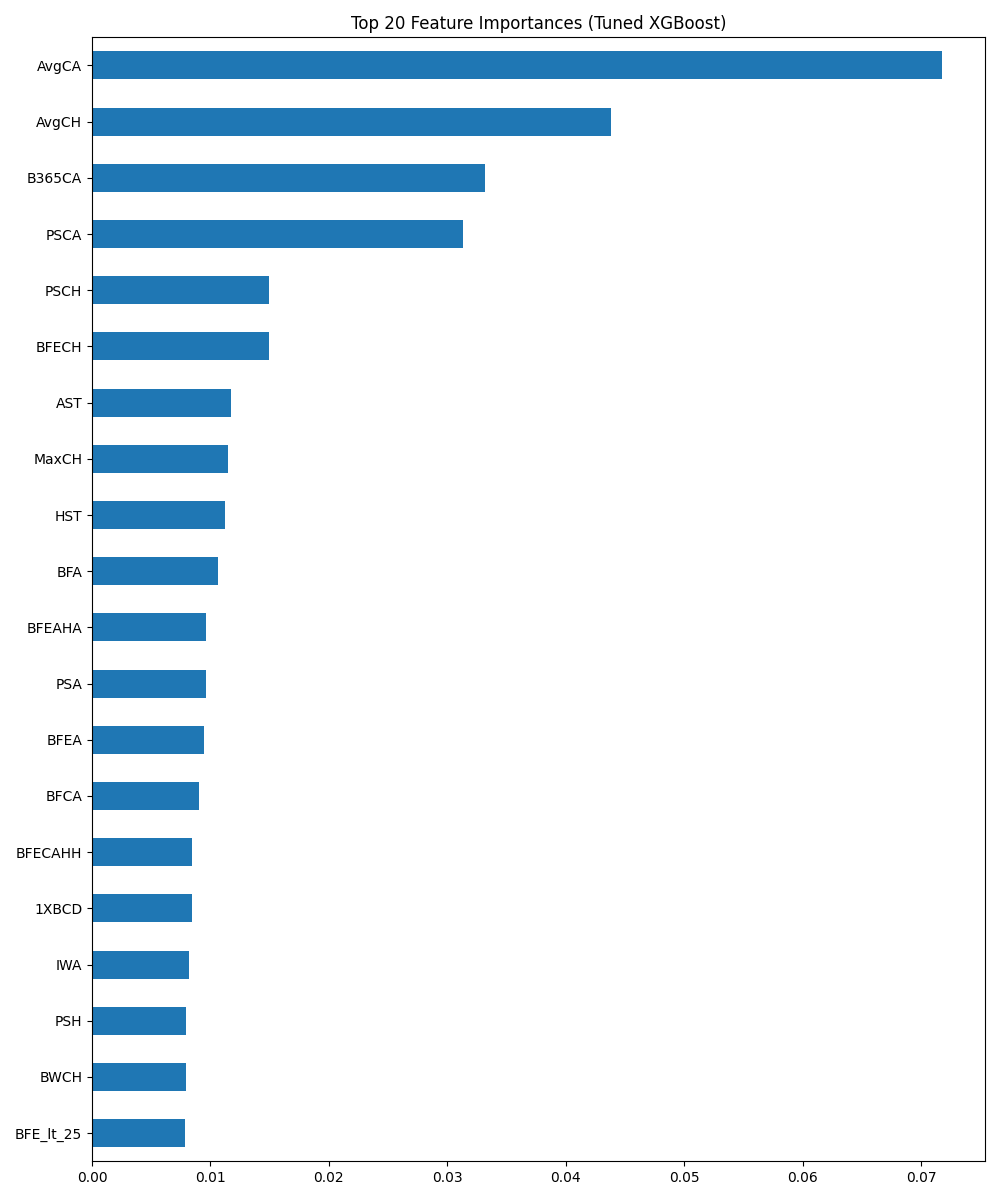 Top 20 Feature Importances (Tuned XGBoost)
AvgCA
AvgCH
B365CA
PSCA
PSCH
BFECH
AST
MaxCH
HST
BFA
BFEAHA
PSA
BFEA
BFCA
BFECAHH
1XBCD
IWA
PSH
BWCH
BFE_lt_25
0.00 0.01 0.02 0.03 0.04 0.05 0.06 0.07